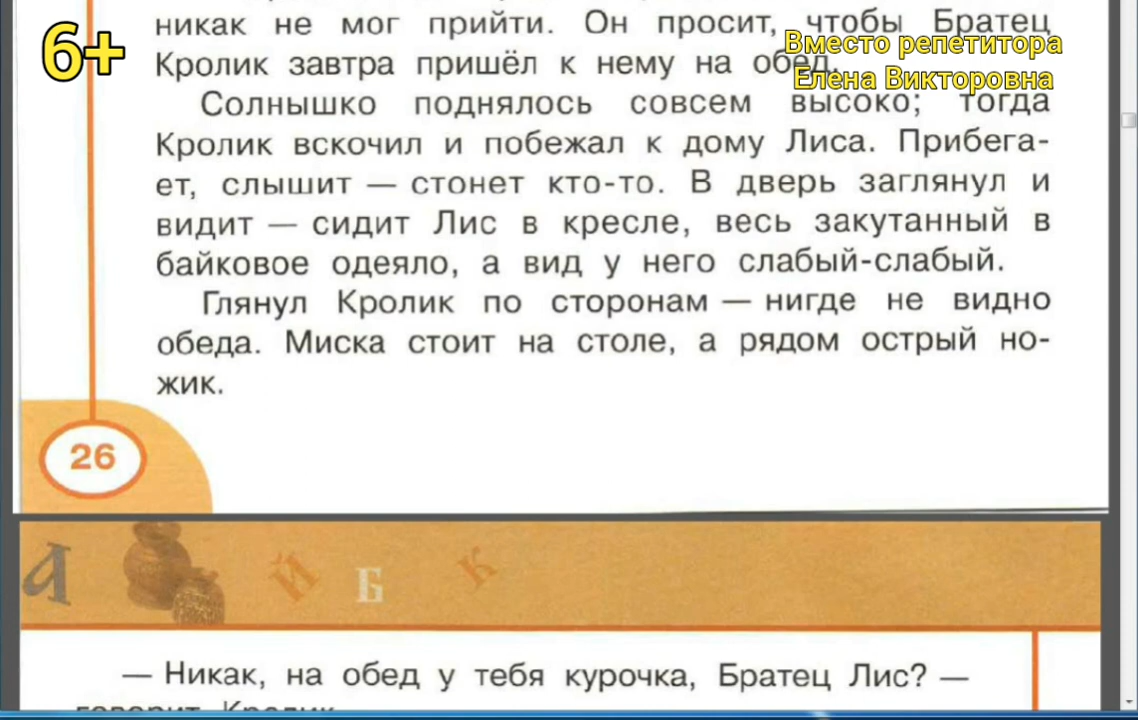 никак не мог прийти. Он просит, чтобы Братец
6+
Вместо репетитора
Кролик завтра пришёл к нему на обед.
Елена Викторовна
Солнышко поднялось совсем высоко; тогда
Кролик вскочил и побежал к дому Лиса. Прибега-
ет, слышит — стонет кто-то. В дверь заглянул и
видит — сидит Лис в кресле, весь закутанный в
байковое одеяло, а вид у него слабый-слабый.
Глянул Кролик по сторонам — нигде не видно
обеда. Миска стоит на столе, а рядом острый но-
жик.
26
А Й Б К
— Никак, на обед у тебя курочка, Братец Лис? —
говорит Кролик